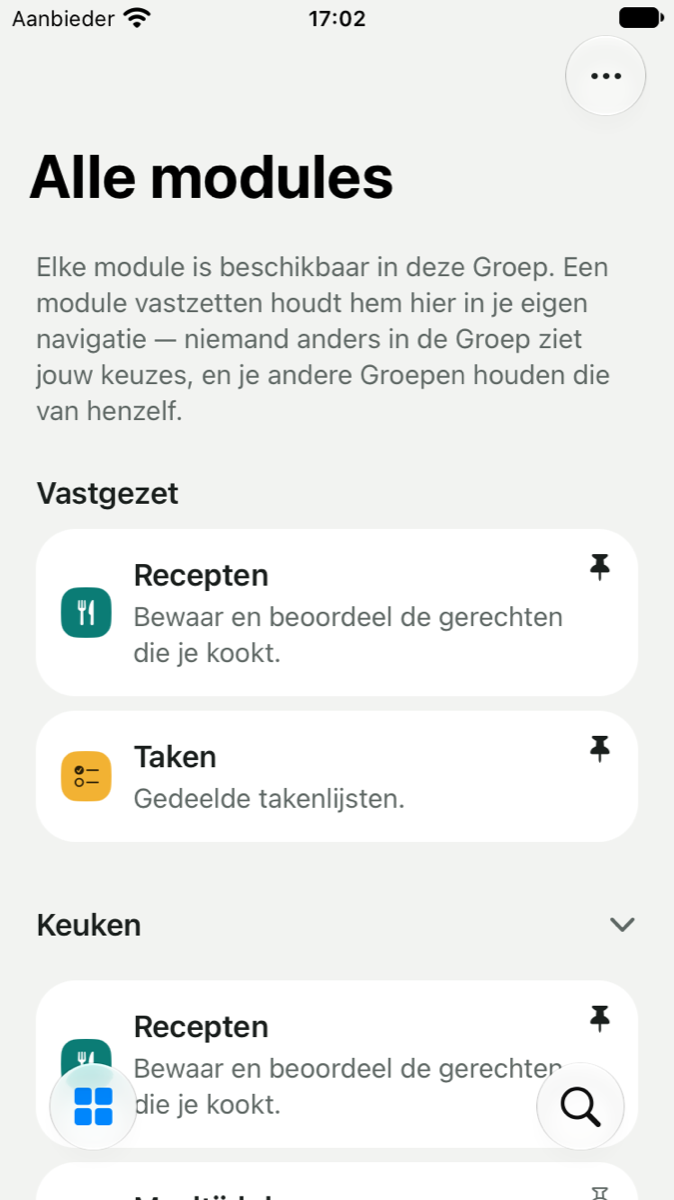 Aanbieder 17:02
Alle modules
Elke module is beschikbaar in deze Groep. Een
module vastzetten houdt hem hier in je eigen
navigatie — niemand anders in de Groep ziet
jouw keuzes, en je andere Groepen houden die
van henzelf.
Vastgezet
Recepten
Bewaar en beoordeel de gerechten
die je kookt.
Taken
Gedeelde takenlijsten.
Keuken
Recepten
Bewaar en beoordeel de gerechten
die je kookt.